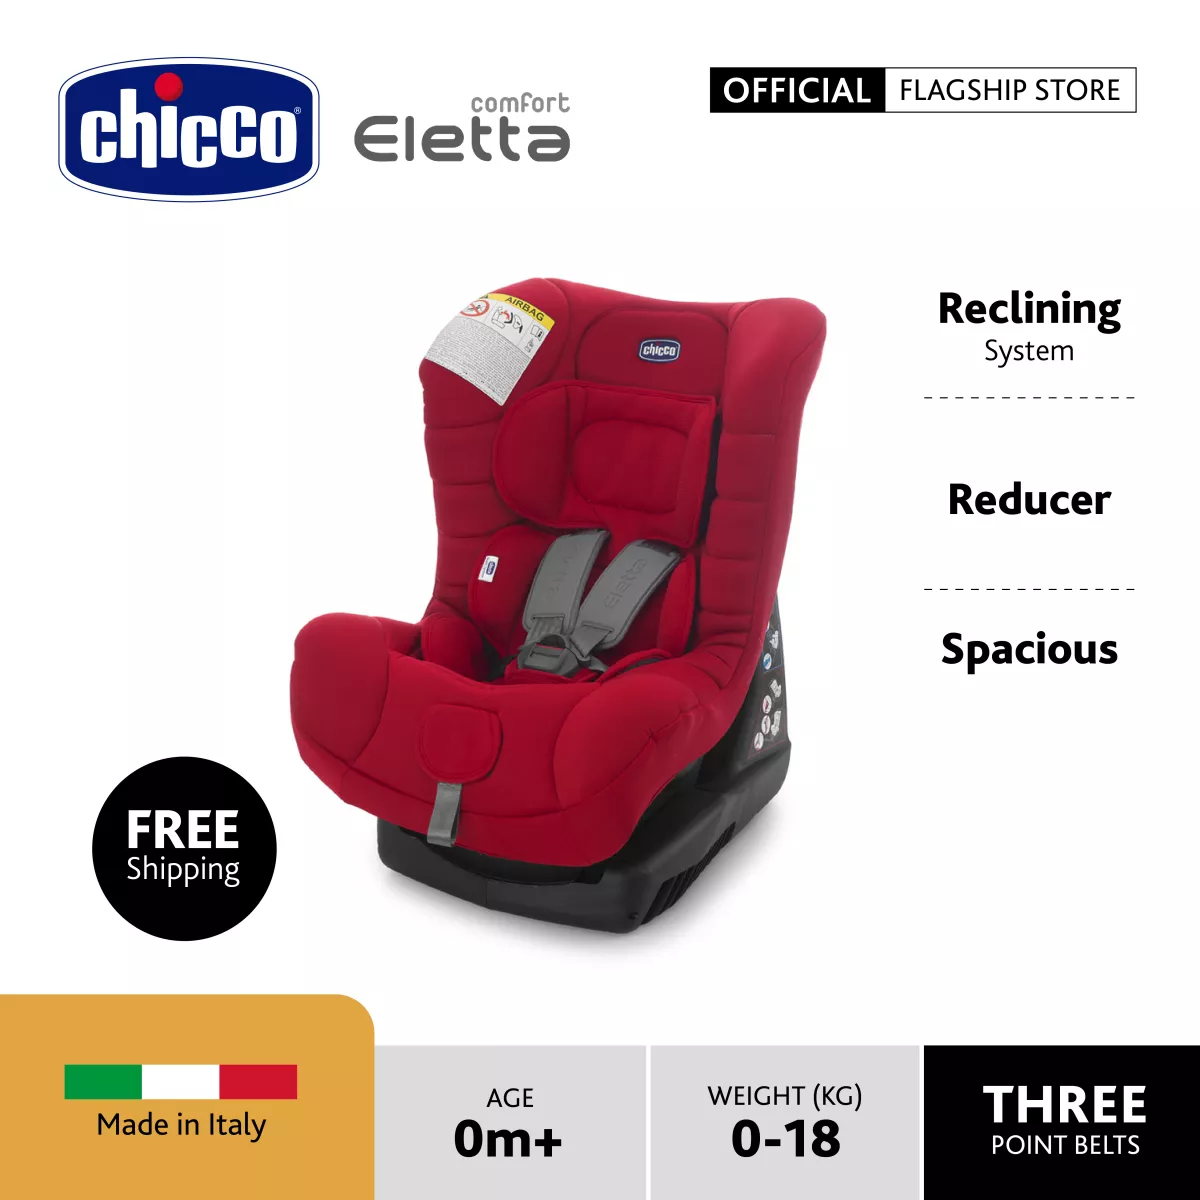 chicco
comfort
Eletta
OFFICIAL FLAGSHIP STORE
Reclining
System
Reducer
Spacious
AIRBAG
chicco
Eletta
FREE
Shipping
Made in Italy
AGE
0m+
WEIGHT (KG)
0-18
THREE
POINT BELTS